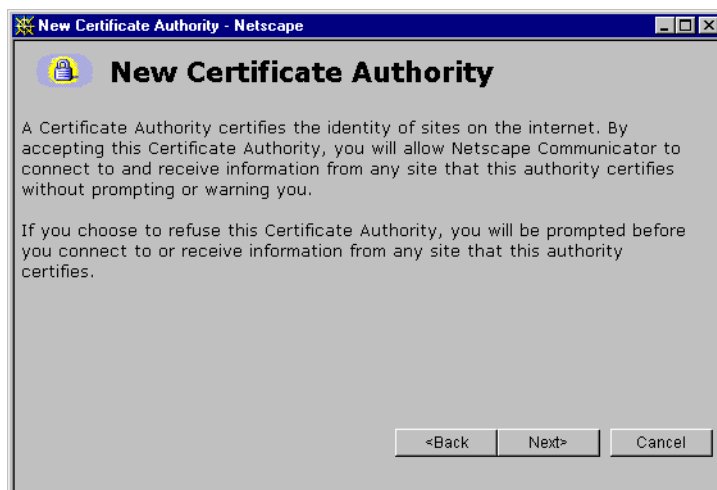 New Certificate Authority - Netscape
New Certificate Authority
A Certificate Authority certifies the identity of sites on the internet. By
accepting this Certificate Authority, you will allow Netscape Communicator to
connect to and receive information from any site that this authority certifies
without prompting or warning you.
If you choose to refuse this Certificate Authority, you will be prompted before
you connect to or receive information from any site that this authority
certifies.
<Back Next> Cancel